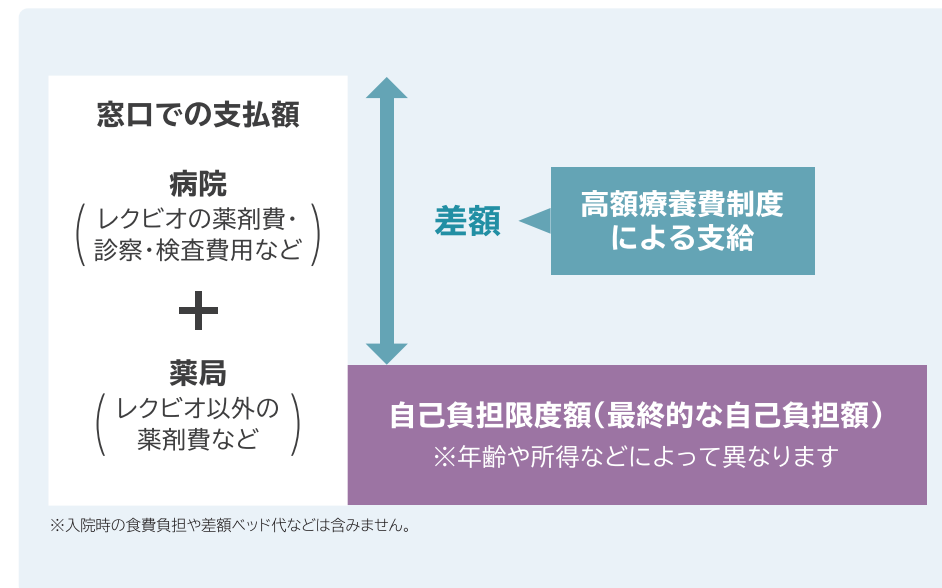 窓口での支払額
病院
（レクビオの薬剤費・
診察・検査費用など）
＋
薬局
（レクビオ以外の
薬剤費など）
差額
高額療養費制度
による支給
自己負担限度額（最終的な自己負担額）
※年齢や所得などによって異なります
※入院時の食費負担や差額ベッド代などは含みません。